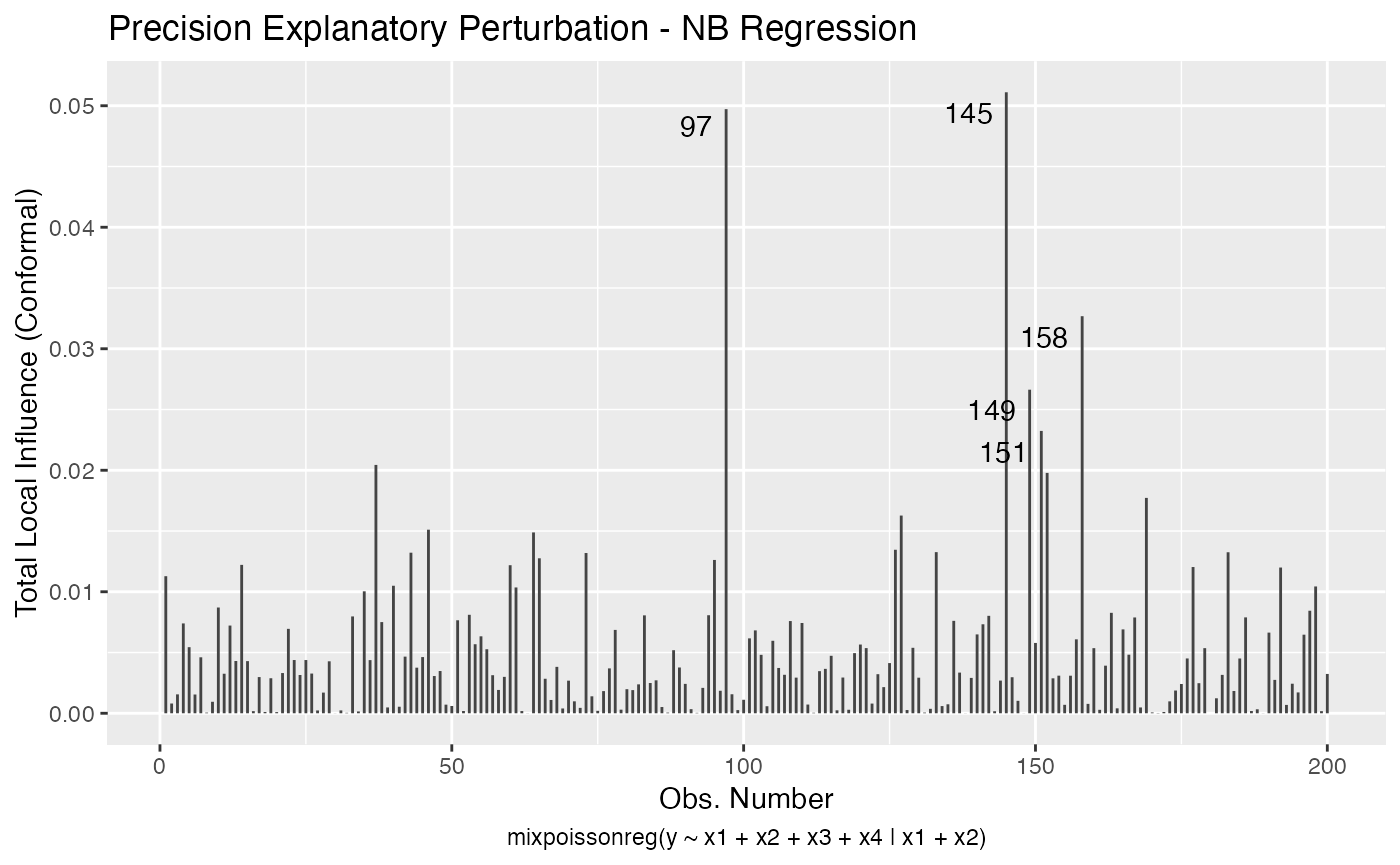 Precision Explanatory Perturbation - NB Regression
Total Local Influence (Conformal)
0.05
0.04
0.03
0.02
0.01
0.00
97
145
158
149
151
0 50 100 150 200
Obs. Number
mixpoissonreg(y ~ x1 + x2 + x3 + x4 | x1 + x2)